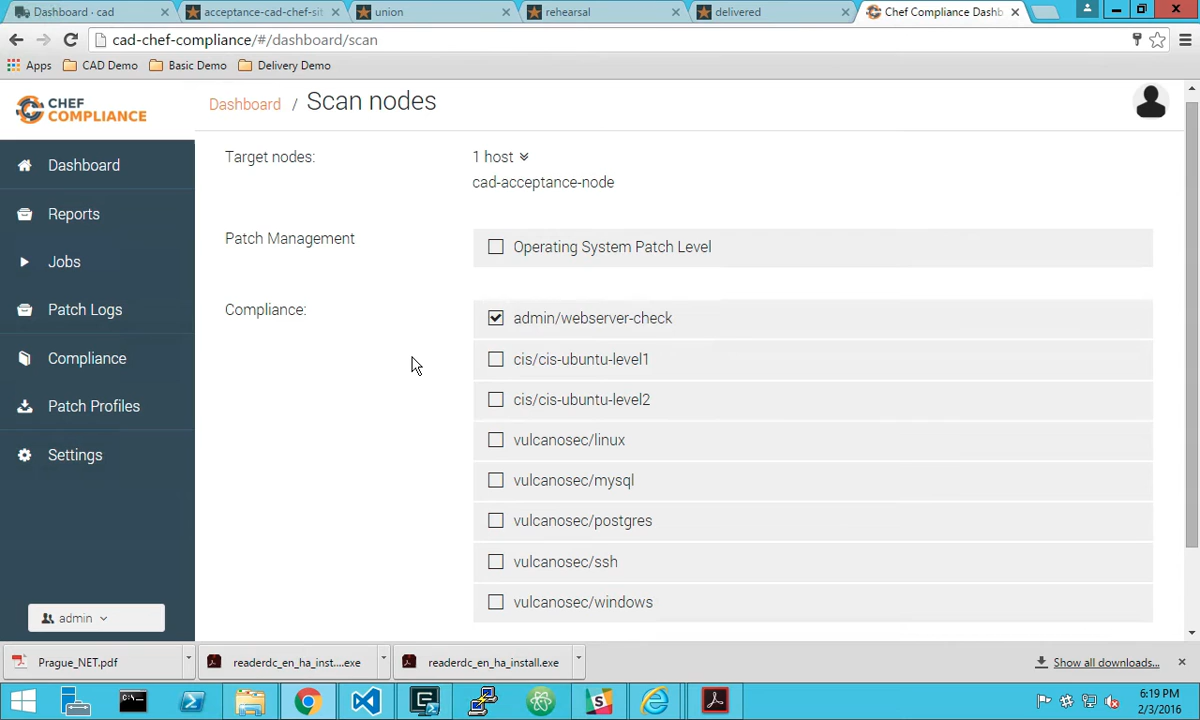 Dashboard · cad
acceptance-cad-chef-sit
union
rehearsal
delivered
Chef Compliance Dashb
cad-chef-compliance/#/dashboard/scan
Apps
CAD Demo
Basic Demo
Delivery Demo
CHEF
COMPLIANCE
Dashboard / Scan nodes
Dashboard
Reports
Jobs
Patch Logs
Compliance
Patch Profiles
Settings
admin
Target nodes:
1 host
cad-acceptance-node
Patch Management
Operating System Patch Level
Compliance:
admin/webserver-check
cis/cis-ubuntu-level1
cis/cis-ubuntu-level2
vulcanosec/linux
vulcanosec/mysql
vulcanosec/postgres
vulcanosec/ssh
vulcanosec/windows
Prague_NET.pdf
readerdc_en_ha_inst....exe
readerdc_en_ha_install.exe
Show all downloads...
6:19 PM
2/3/2016